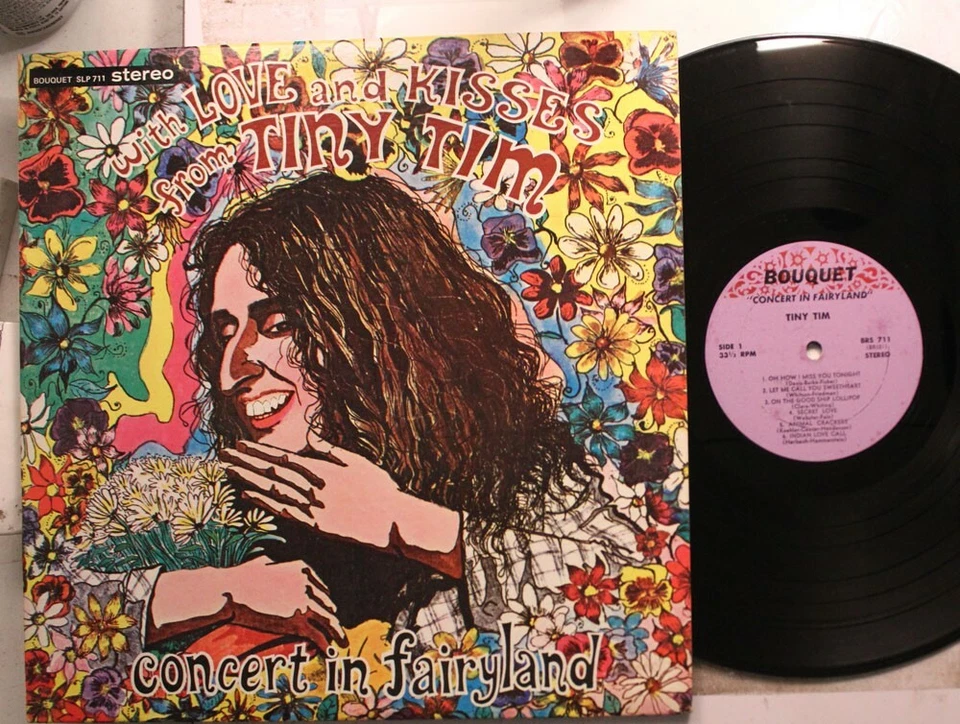 BOUQUET SLP 711 stereo
with LOVE and KISSES
from TINY TIM
concert in fairyland
BOUQUET
"CONCERT IN FAIRYLAND"
TINY TIM
SIDE 1
33⅓ RPM
BRS 711
STEREO
1. OH HOW I MISS YOU TONIGHT
2. LET ME CALL YOU SWEETHEART
(Whitson-Friedman)
3. ON THE GOOD SHIP LOLLIPOP
4. SECRET LOVE
5. ANIMAL CRACKERS
6. INDIAN LOVE CALL